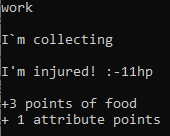 work
I`m collecting
I'm injured! :-11hp
+3 points of food
+ 1 attribute points